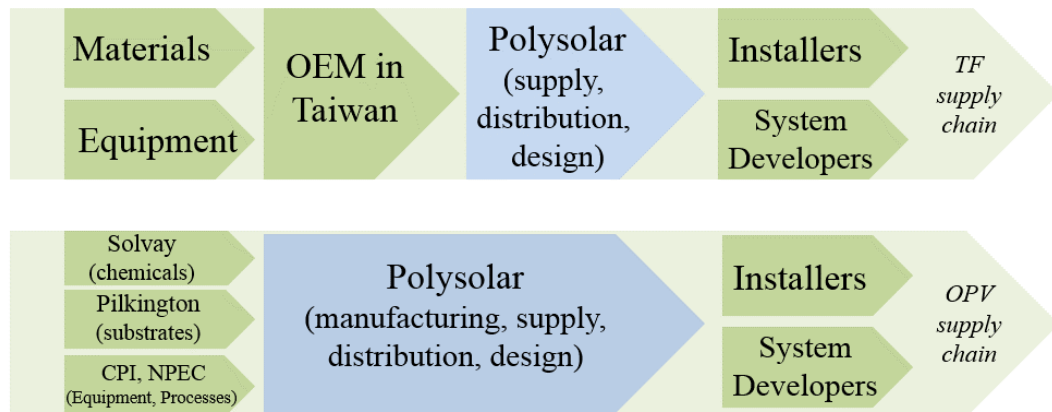 Materials
Equipment
OEM in
Taiwan
Polysolar
(supply,
distribution,
design)
Installers
System
Developers
TF
supply
chain
Solvay
(chemicals)
Pilkington
(substrates)
CPI, NPEC
(Equipment, Processes)
Polysolar
(manufacturing, supply,
distribution, design)
Installers
System
Developers
OPV
supply
chain